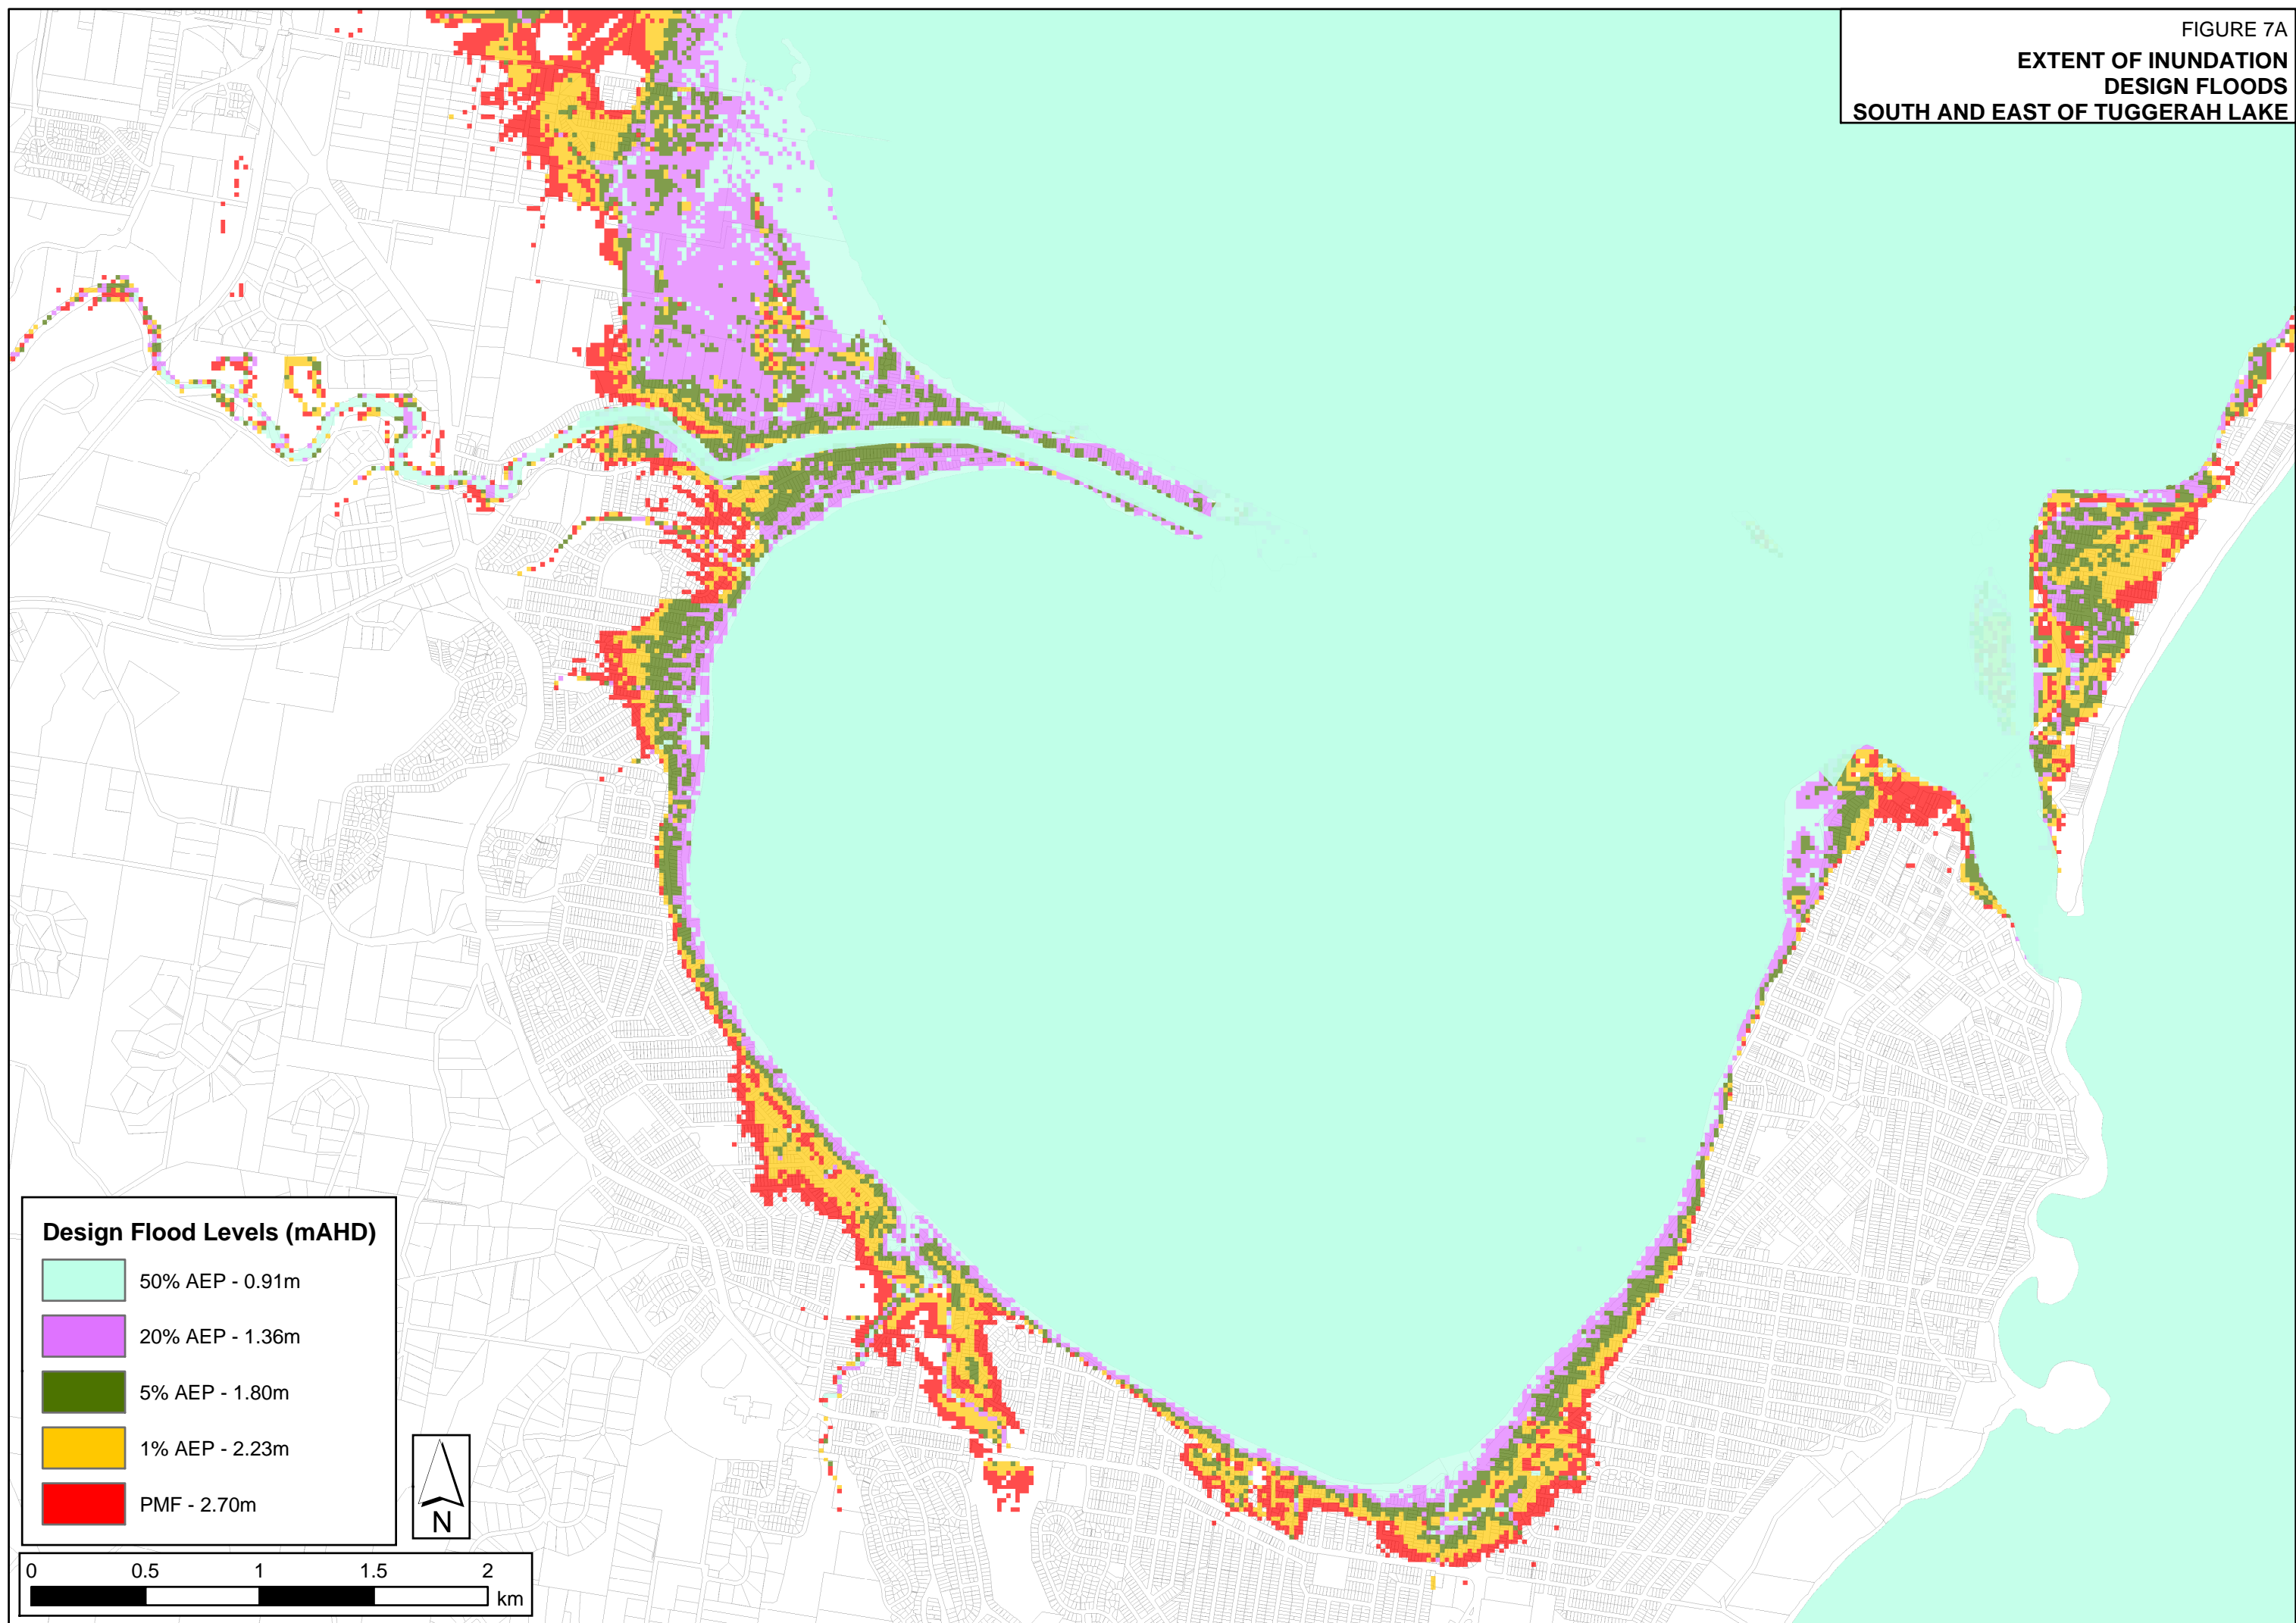 FIGURE 7A
EXTENT OF INUNDATION
DESIGN FLOODS
SOUTH AND EAST OF TUGGERAH LAKE
Design Flood Levels (mAHD)
50% AEP - 0.91m
20% AEP - 1.36m
5% AEP - 1.80m
1% AEP - 2.23m
PMF - 2.70m
N
0 0.5 1 1.5 2
km